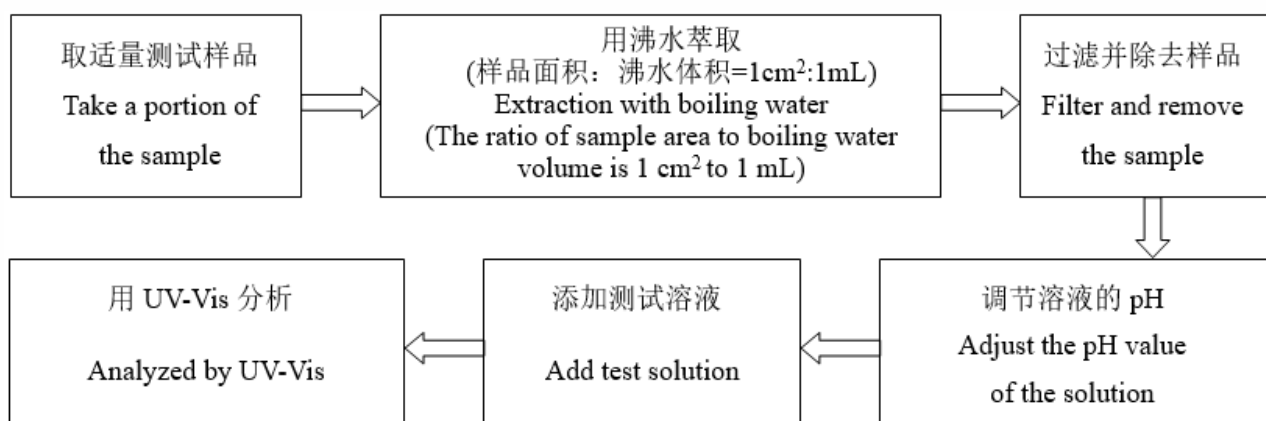 取适量测试样品
Take a portion of
the sample
用沸水萃取
(样品面积：沸水体积=1cm²:1mL)
Extraction with boiling water
(The ratio of sample area to boiling water
volume is 1 cm² to 1 mL)
过滤并除去样品
Filter and remove
the sample
调节溶液的 pH
Adjust the pH value
of the solution
添加测试溶液
Add test solution
用 UV-Vis 分析
Analyzed by UV-Vis